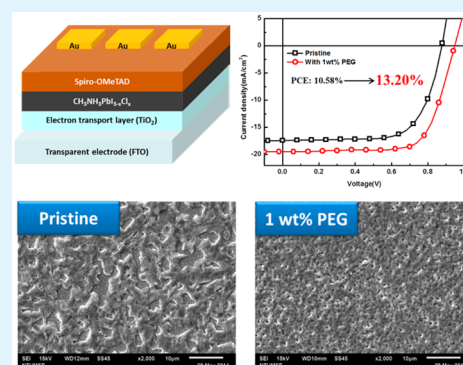 Au Au Au
Spiro-OMeTAD
CH₃NH₃PbI₃₋ₓClₓ
Electron transport layer (TiO₂)
Transparent electrode (FTO)
Current density(mA/cm²)
5
0
-5
-10
-15
-20
0.0 0.2 0.4 0.6 0.8 1.0
Voltage(V)
Pristine
With 1wt% PEG
PCE: 10.58% 13.20%
Pristine
SEI 15kV WD12mm SS45 x2,000 10μm
1 wt% PEG
SEI 15kV WD10mm SS45 x2,000 10μm